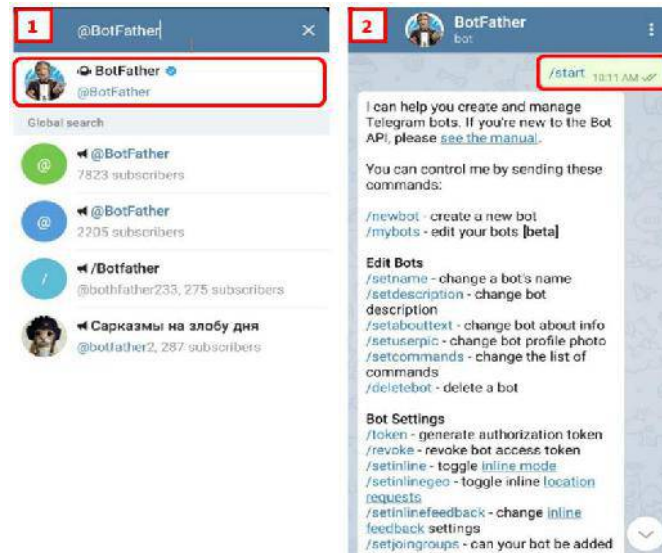 1
@BotFather
BotFather
@BotFather
Global search
@
@BotFather
7823 subscribers
@
@BotFather
2205 subscribers
/
/Botfather
@bothfather233, 275 subscribers
Сарказмы на злобу дня
@botfather2, 287 subscribers
2
BotFather
bot
/start 10:11 AM
I can help you create and manage
Telegram bots. If you're new to the Bot
API, please see the manual.
You can control me by sending these
commands:
/newbot - create a new bot
/mybots - edit your bots [beta]
Edit Bots
/setname - change a bot's name
/setdescription - change bot
description
/setabouttext - change bot about info
/setuserpic - change bot profile photo
/setcommands - change the list of
commands
/deletebot - delete a bot
Bot Settings
/token - generate authorization token
/revoke - revoke bot access token
/setinline - toggle inline mode
/setinlinegeo - toggle inline location
requests
/setinlinefeedback - change inline
feedback settings
/setjoingroups - can your bot be added